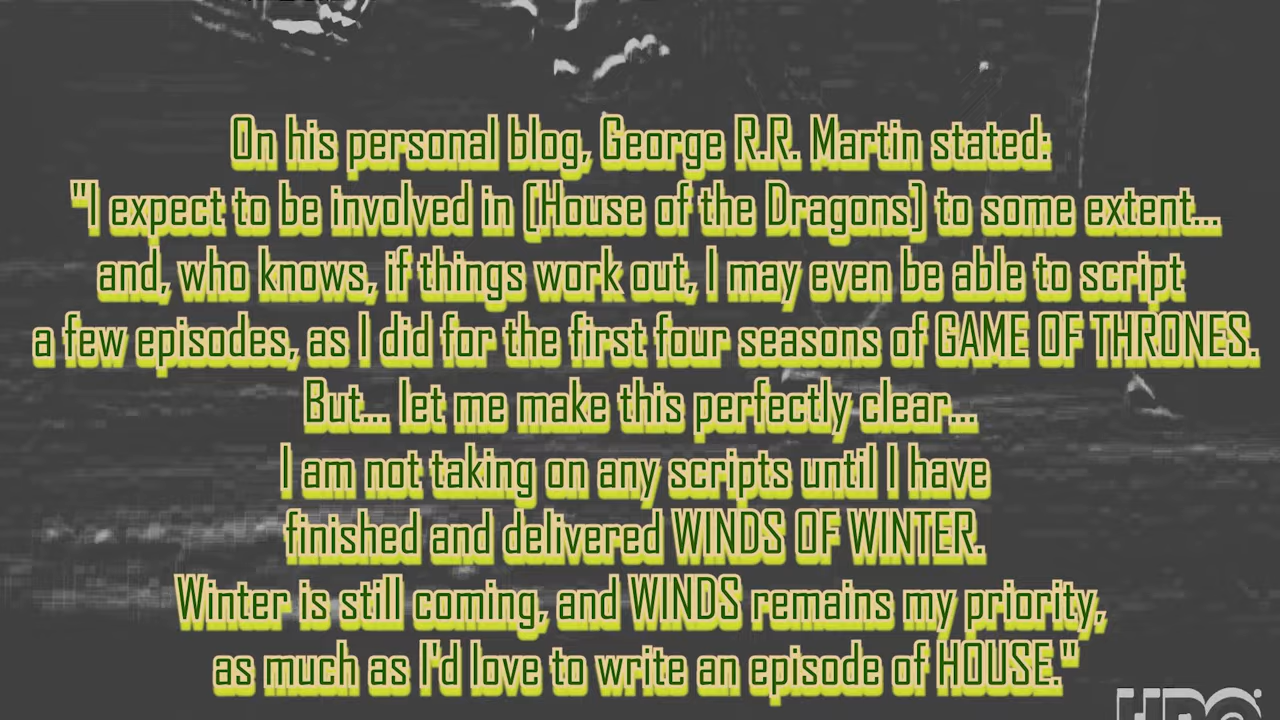 On his personal blog, George R.R. Martin stated:
"I expect to be involved in (House of the Dragons) to some extent...
and, who knows, if things work out, I may even be able to script
a few episodes, as I did for the first four seasons of GAME OF THRONES.
But... let me make this perfectly clear...
I am not taking on any scripts until I have
finished and delivered WINDS OF WINTER.
Winter is still coming, and WINDS remains my priority,
as much as I'd love to write an episode of HOUSE."
HBO